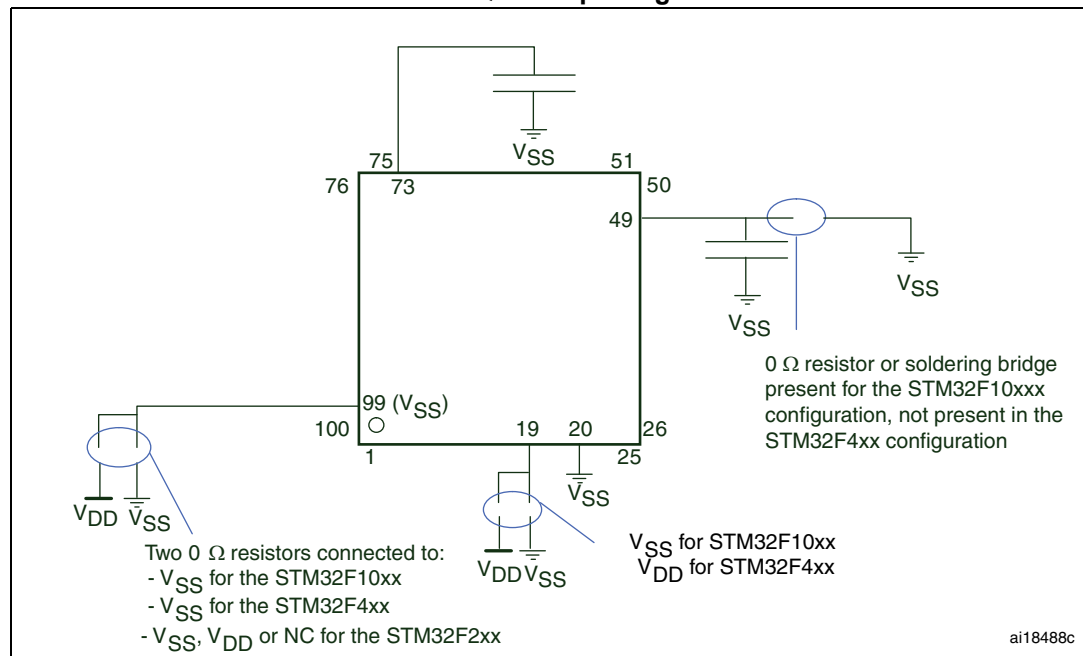 VSS
75
51
76
73
50
49
VSS
VSS
0 Ω resistor or soldering bridge
present for the STM32F10xxx
configuration, not present in the
STM32F4xx configuration
99 (VSS)
100
19
20
26
1
25
VSS
VDD VSS
VDD VSS
Two 0 Ω resistors connected to:
- VSS for the STM32F10xx
- VSS for the STM32F4xx
- VSS, VDD or NC for the STM32F2xx
VSS for STM32F10xx
VDD for STM32F4xx
ai18488c